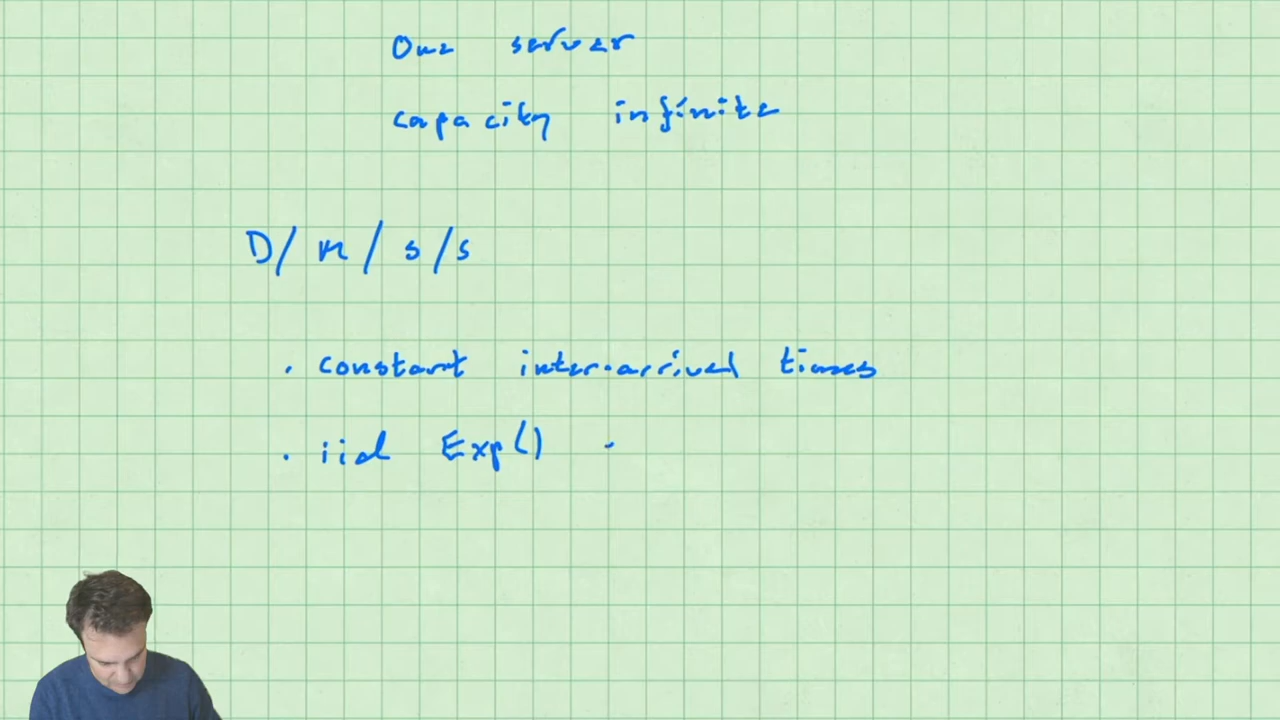 One server
capacity infinite
D/ M / s / s
. constant inter-arrival times
. iid Exp()